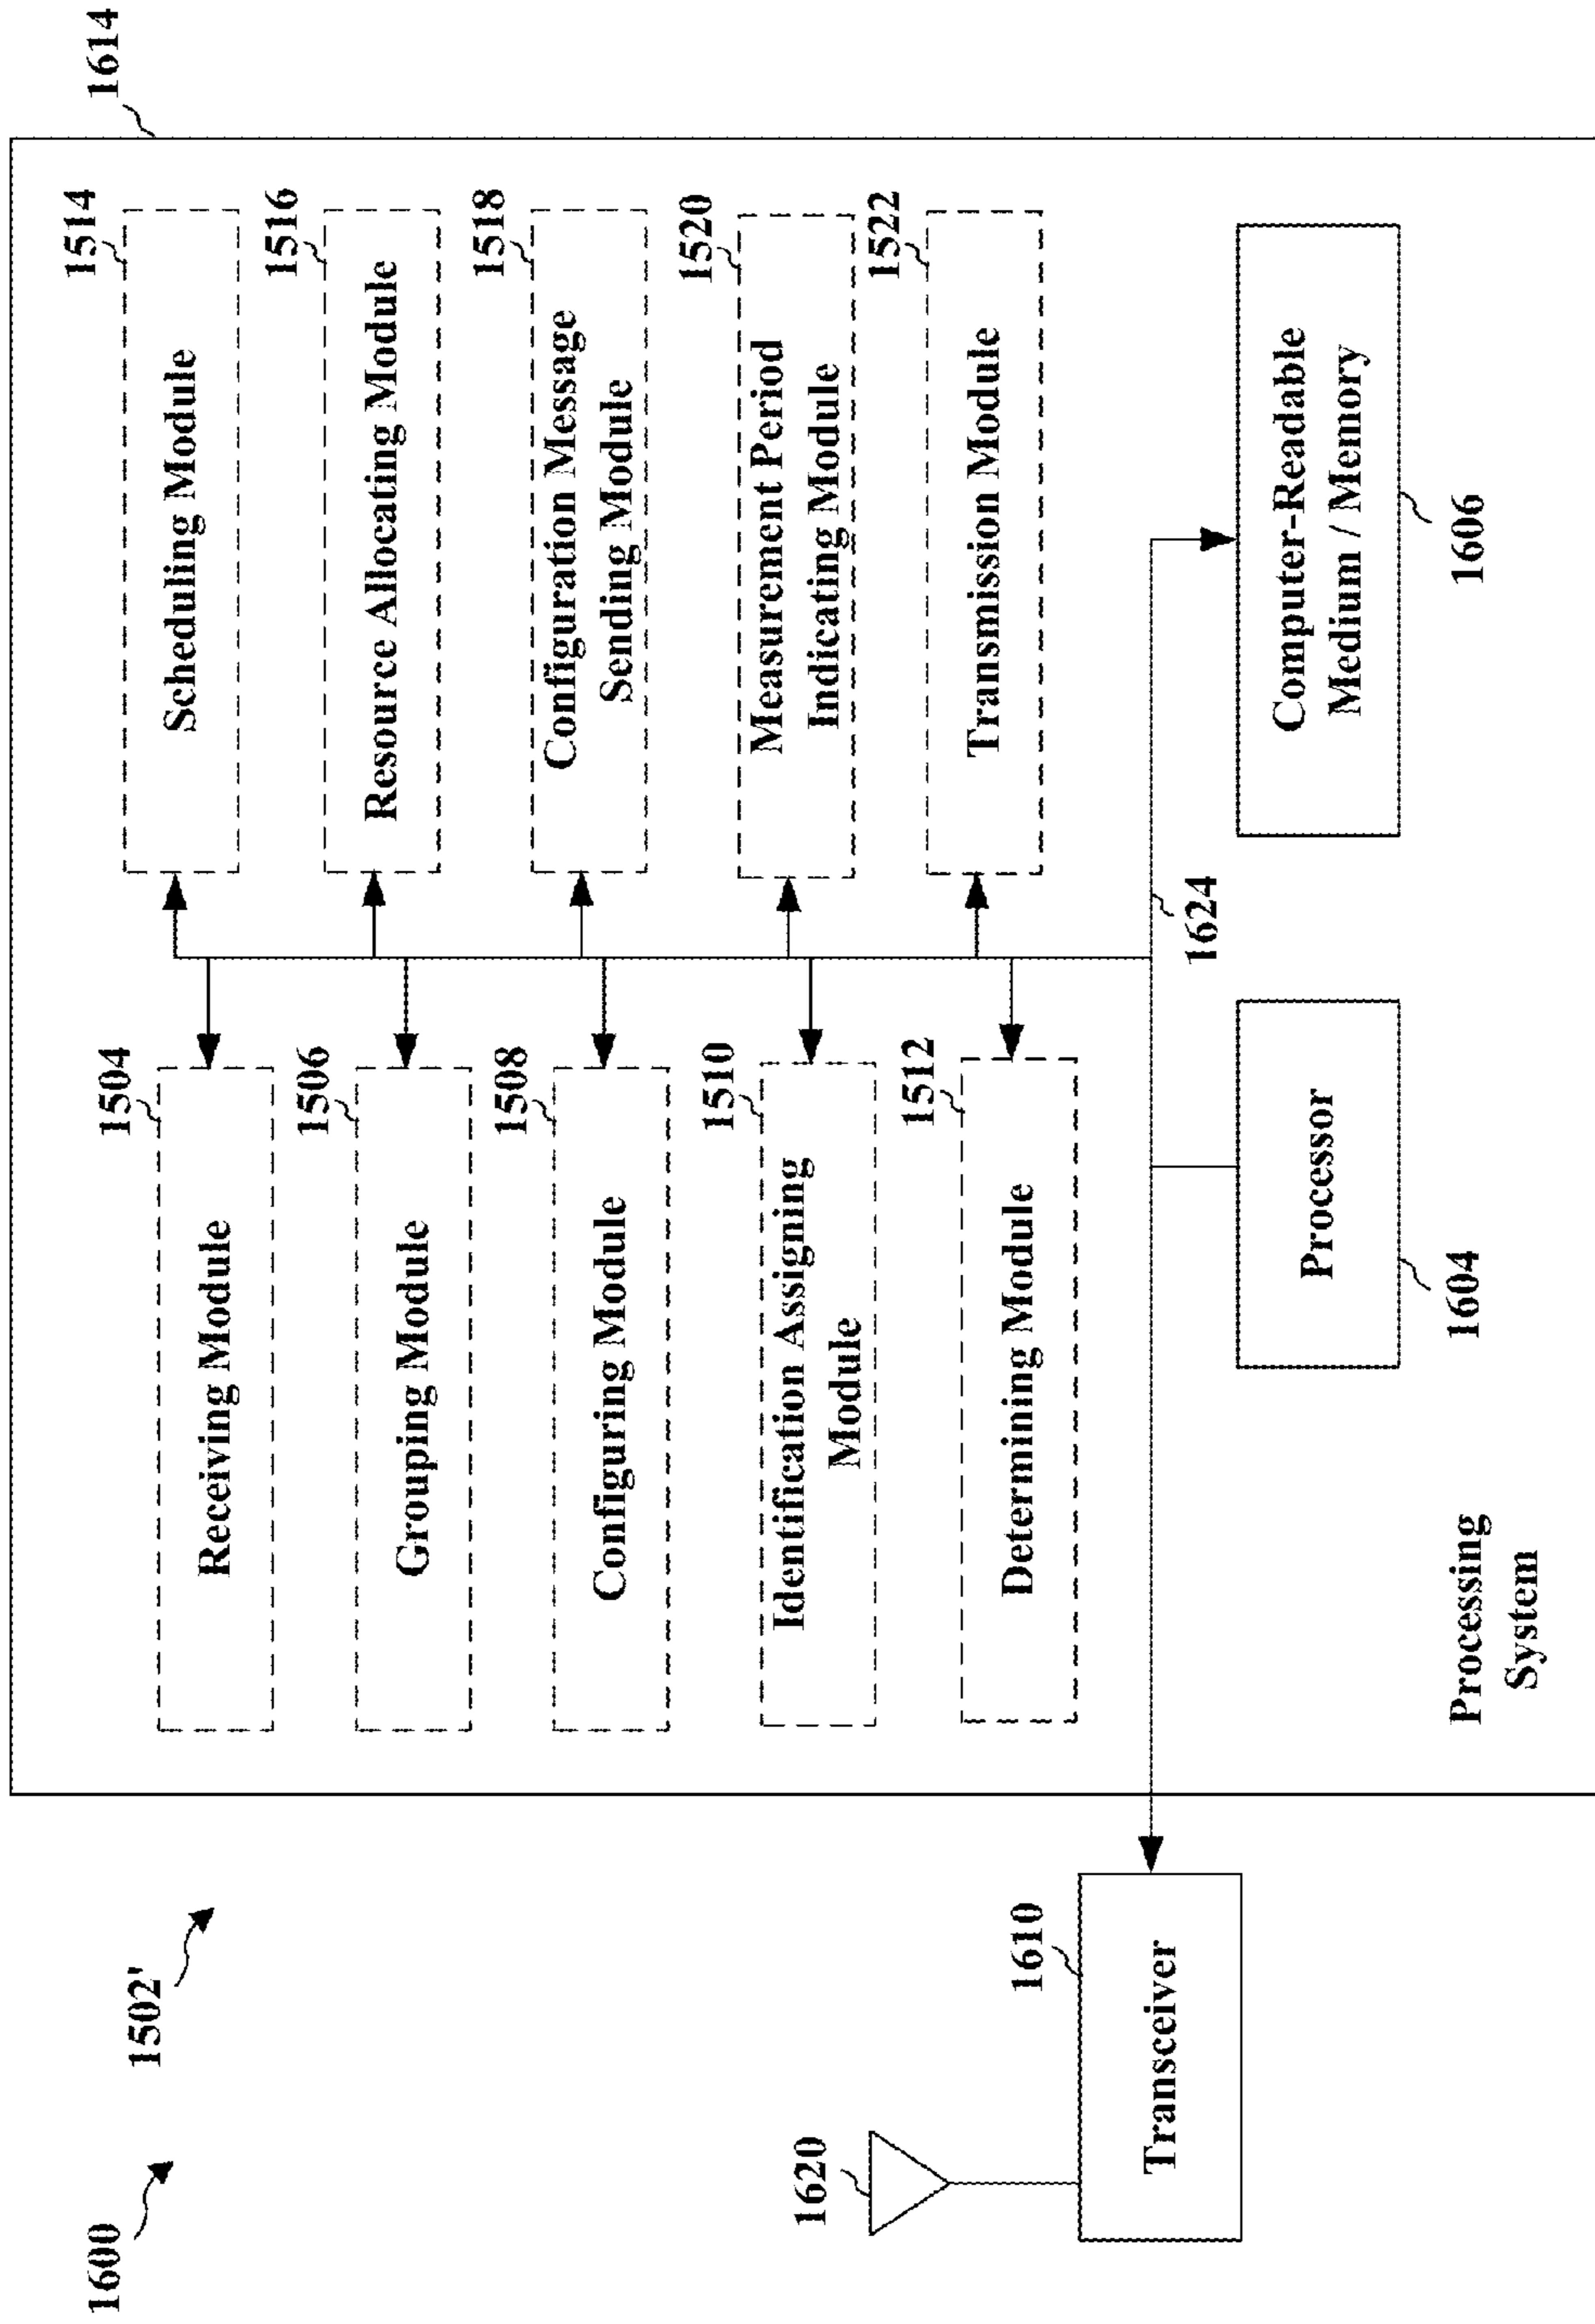 1600
1502'
1614
1504
Receiving Module
1514
Scheduling Module
1506
Grouping Module
1516
Resource Allocating Module
1508
Configuring Module
1518
Configuration Message
Sending Module
1510
Identification Assigning
Module
1520
Measurement Period
Indicating Module
1512
Determining Module
1522
Transmission Module
1620
1610
Transceiver
1624
Processor
1604
Computer-Readable
Medium / Memory
1606
Processing
System